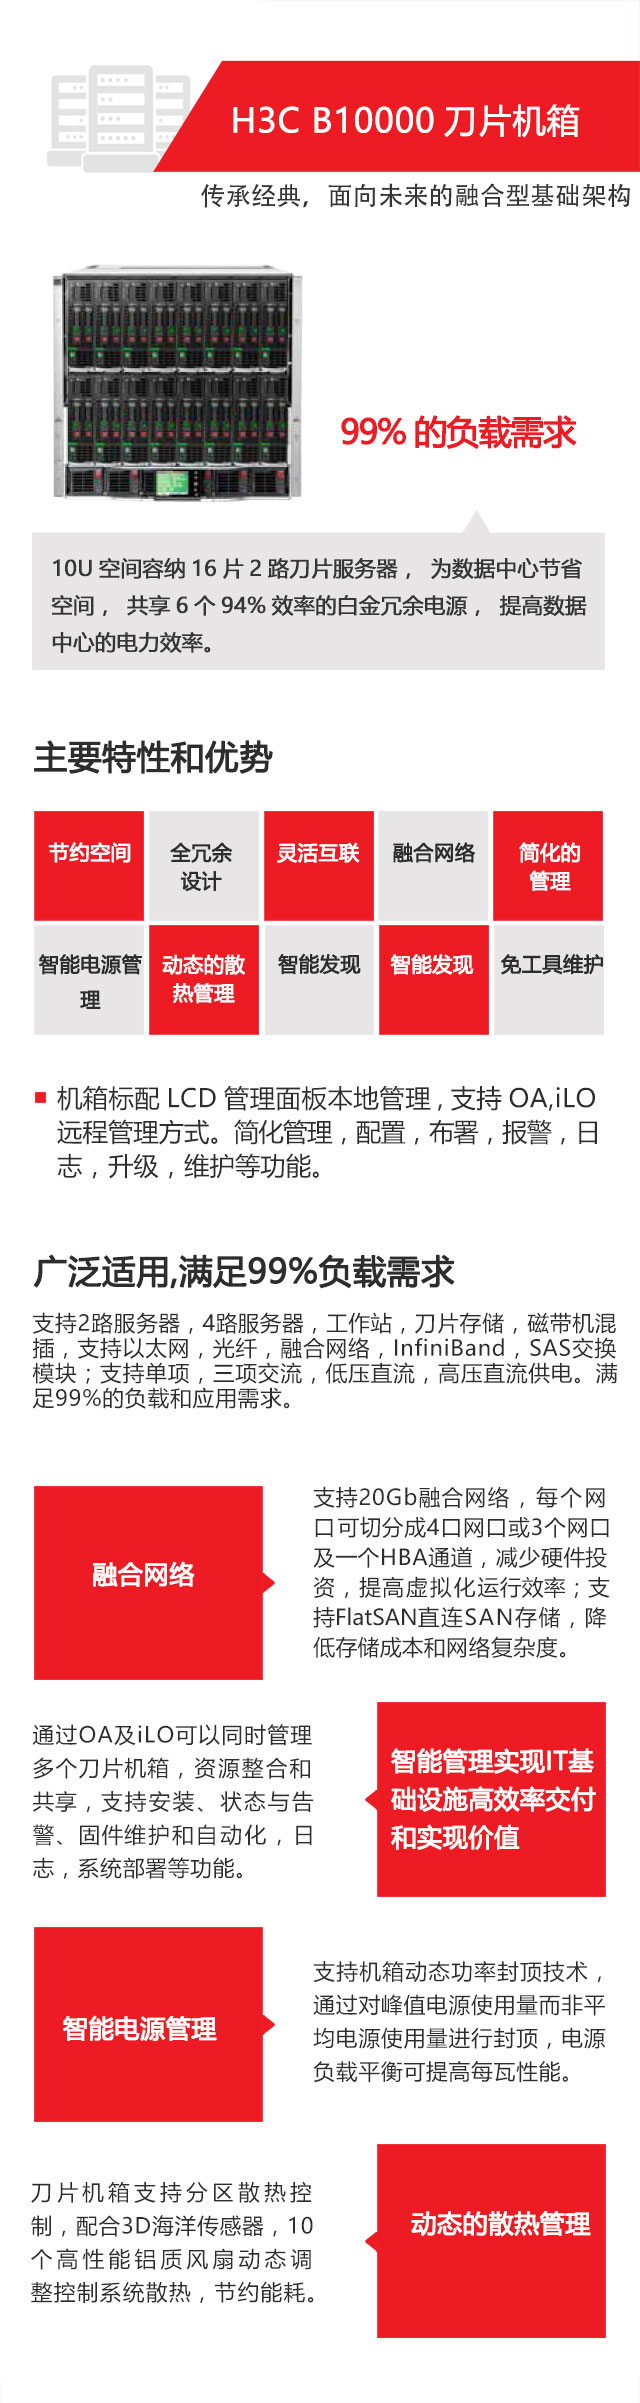 H3C B10000 刀片机箱
传承经典, 面向未来的融合型基础架构
99% 的负载需求
10U 空间容纳 16 片 2 路刀片服务器， 为数据中心节省
空间， 共享 6 个 94% 效率的白金冗余电源， 提高数据
中心的电力效率。
主要特性和优势
节约空间
全冗余
设计
灵活互联
融合网络
简化的
管理
智能电源管
理
动态的散
热管理
智能发现
智能发现
免工具维护
机箱标配 LCD 管理面板本地管理，支持 OA,iLO
远程管理方式。简化管理，配置，布署，报警，日
志，升级，维护等功能。
广泛适用,满足99%负载需求
支持2路服务器，4路服务器，工作站，刀片存储，磁带机混
插，支持以太网，光纤，融合网络，InfiniBand，SAS交换
模块；支持单项，三项交流，低压直流，高压直流供电。满
足99%的负载和应用需求。
融合网络
支持20Gb融合网络，每个网
口可切分成4口网口或3个网口
及一个HBA通道，减少硬件投
资，提高虚拟化运行效率；支
持FlatSAN直连SAN存储，降
低存储成本和网络复杂度。
通过OA及iLO可以同时管理
多个刀片机箱，资源整合和
共享，支持安装、状态与告
警、固件维护和自动化，日
志，系统部署等功能。
智能管理实现IT基
础设施高效率交付
和实现价值
智能电源管理
支持机箱动态功率封顶技术，
通过对峰值电源使用量而非平
均电源使用量进行封顶，电源
负载平衡可提高每瓦性能。
刀片机箱支持分区散热控
制，配合3D海洋传感器，10
个高性能铝质风扇动态调
整控制系统散热，节约能耗。
动态的散热管理